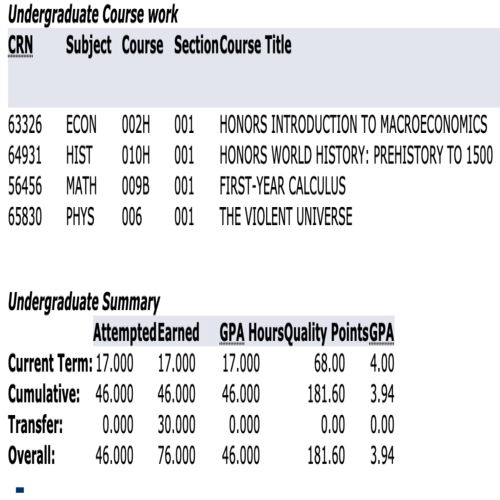 Undergraduate Course work
CRN Subject Course Section Course Title
63326 ECON 002H 001 HONORS INTRODUCTION TO MACROECONOMICS
64931 HIST 010H 001 HONORS WORLD HISTORY: PREHISTORY TO 1500
56456 MATH 009B 001 FIRST-YEAR CALCULUS
65830 PHYS 006 001 THE VIOLENT UNIVERSE
Undergraduate Summary
Attempted Earned GPA Hours Quality Points GPA
Current Term: 17.000 17.000 17.000 68.00 4.00
Cumulative: 46.000 46.000 46.000 181.60 3.94
Transfer: 0.000 30.000 0.000 0.00 0.00
Overall: 46.000 76.000 46.000 181.60 3.94